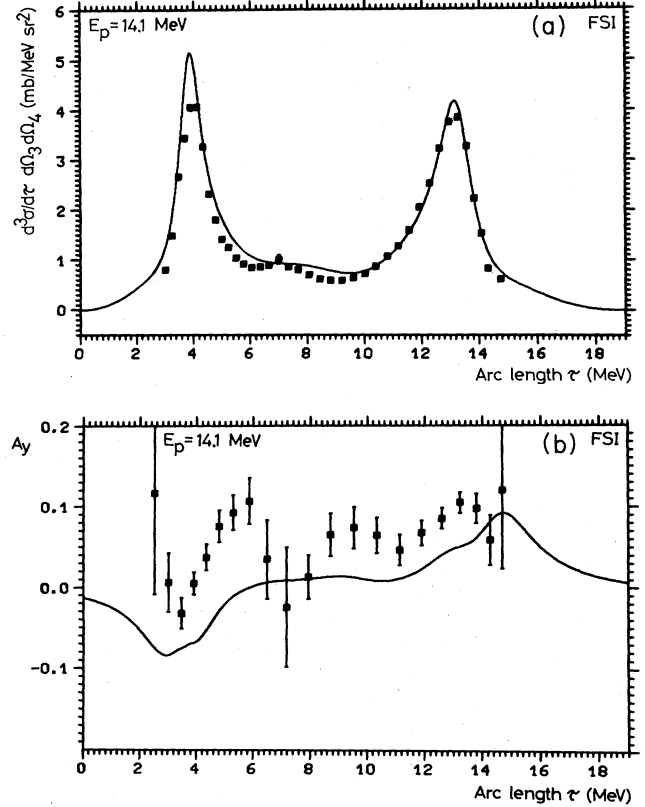 E_p=14.1 MeV
(a) FSI
d³σ/dτ dΩ₃dΩ₄ (mb/MeV sr²)
6
5
4
3
2
1
0
0 2 4 6 8 10 12 14 16 18
Arc length τ (MeV)
E_p=14.1 MeV
(b) FSI
Ay
0.2
0.1
0.0
-0.1
0 2 4 6 8 10 12 14 16 18
Arc length τ (MeV)